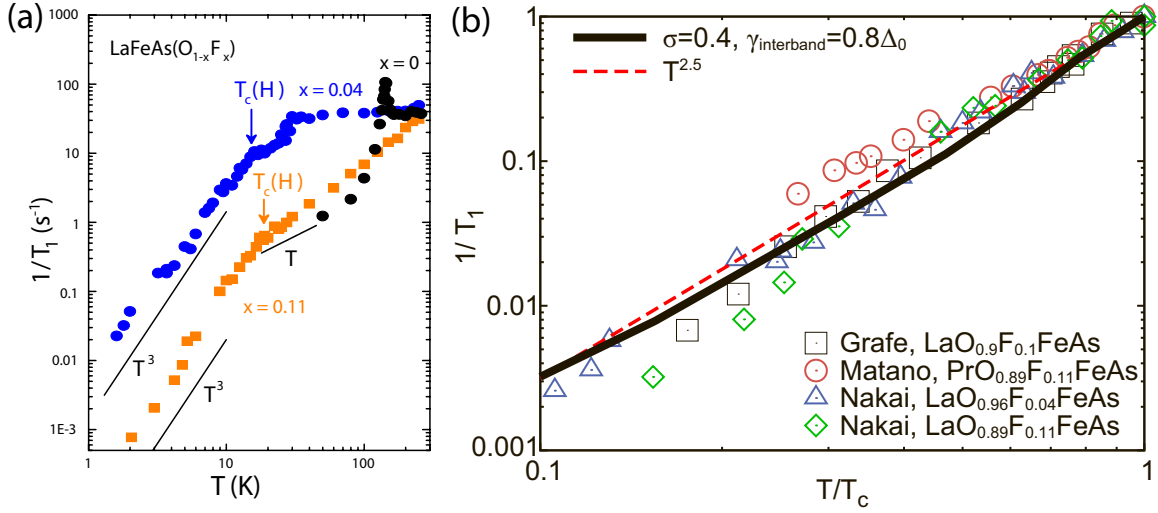 (a)
LaFeAs(O1-xFx)
x = 0
Tc(H)
x = 0.04
Tc(H)
T
x = 0.11
T3
T3
1000
100
10
1
0.1
0.01
1E-3
1
10
100
1/T1 (s-1)
T (K)
(b)
σ=0.4, γinterband=0.8Δ0
T2.5
Grafe, LaO0.9F0.1FeAs
Matano, PrO0.89F0.11FeAs
Nakai, LaO0.96F0.04FeAs
Nakai, LaO0.89F0.11FeAs
1
0.1
0.01
0.001
0.1
1
1/ T1
T/Tc